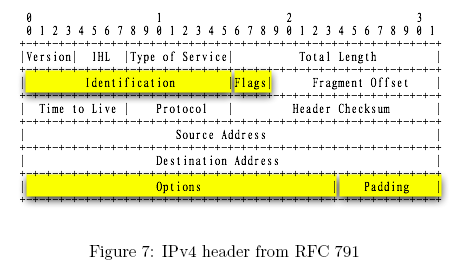 0                   1                   2                   3
0 1 2 3 4 5 6 7 8 9 0 1 2 3 4 5 6 7 8 9 0 1 2 3 4 5 6 7 8 9 0 1
+-+-+-+-+-+-+-+-+-+-+-+-+-+-+-+-+-+-+-+-+-+-+-+-+-+-+-+-+-+-+-+-+
|Version|  IHL  |Type of Service|          Total Length         |
+-+-+-+-+-+-+-+-+-+-+-+-+-+-+-+-+-+-+-+-+-+-+-+-+-+-+-+-+-+-+-+-+
|         Identification        |Flags|      Fragment Offset    |
+-+-+-+-+-+-+-+-+-+-+-+-+-+-+-+-+-+-+-+-+-+-+-+-+-+-+-+-+-+-+-+-+
|  Time to Live |    Protocol   |         Header Checksum       |
+-+-+-+-+-+-+-+-+-+-+-+-+-+-+-+-+-+-+-+-+-+-+-+-+-+-+-+-+-+-+-+-+
|                       Source Address                          |
+-+-+-+-+-+-+-+-+-+-+-+-+-+-+-+-+-+-+-+-+-+-+-+-+-+-+-+-+-+-+-+-+
|                    Destination Address                        |
+-+-+-+-+-+-+-+-+-+-+-+-+-+-+-+-+-+-+-+-+-+-+-+-+-+-+-+-+-+-+-+-+
|                    Options                    |    Padding    |
+-+-+-+-+-+-+-+-+-+-+-+-+-+-+-+-+-+-+-+-+-+-+-+-+-+-+-+-+-+-+-+-+
Figure 7: IPv4 header from RFC 791